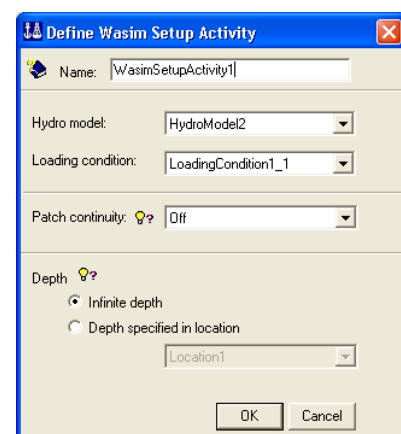 Define Wasim Setup Activity
Name: WasimSetupActivity1
Hydro model: HydroModel2
Loading condition: LoadingCondition1_1
Patch continuity: ? Off
Depth ?
Infinite depth
Depth specified in location
Location1
OK Cancel